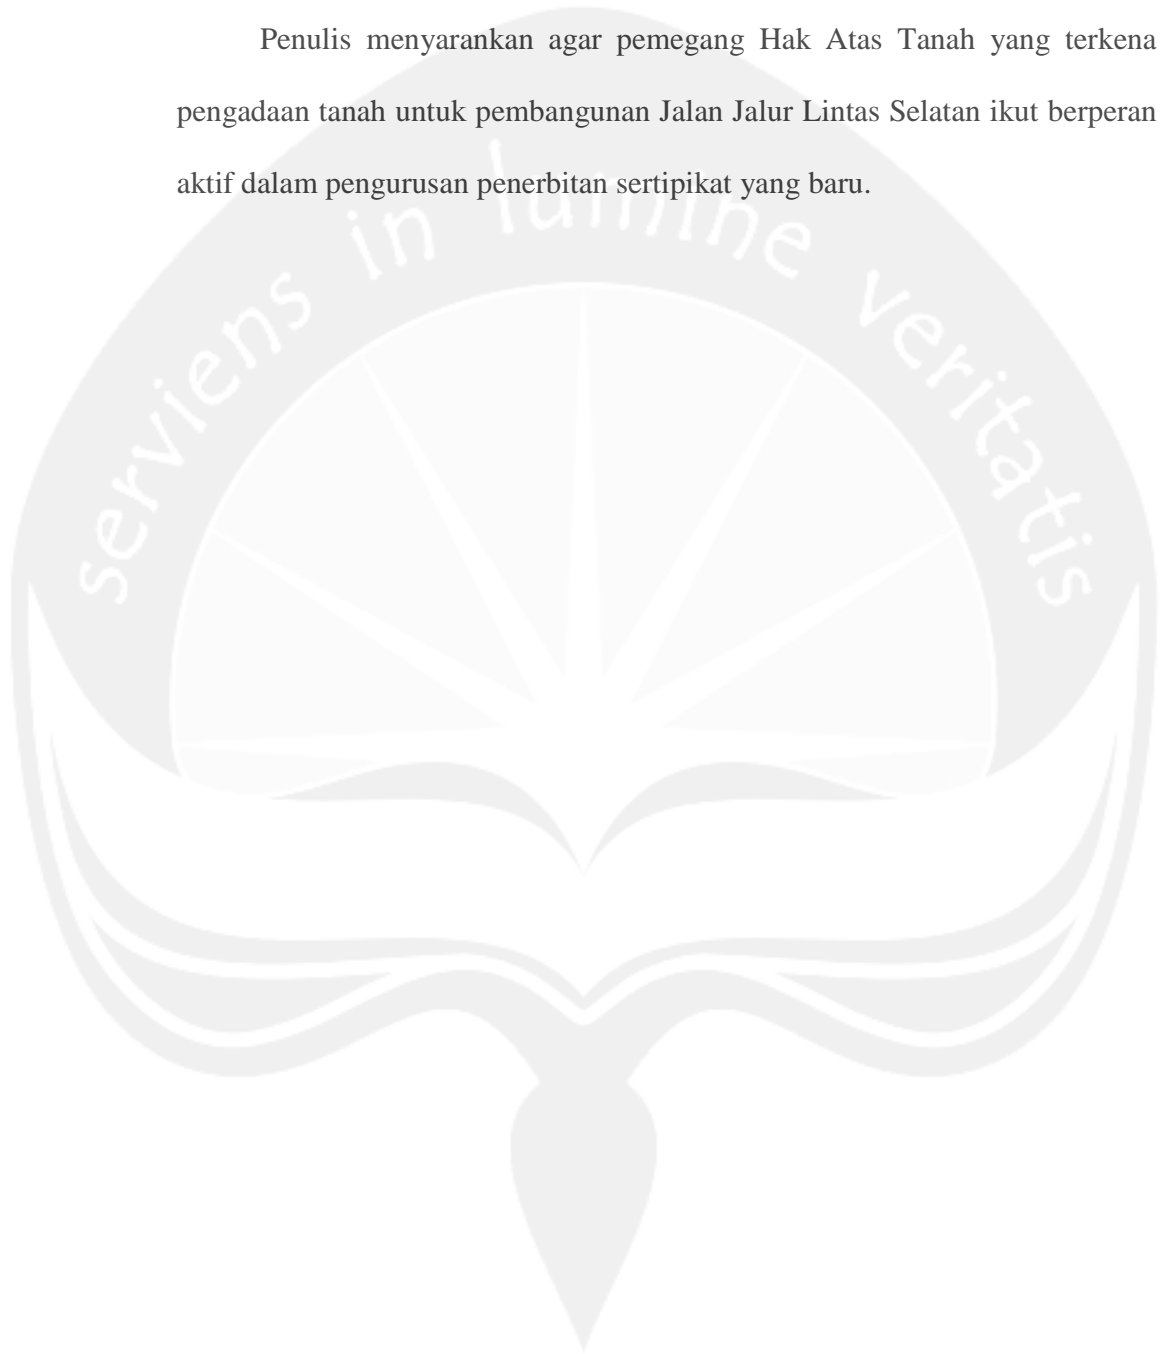 Penulis menyarankan agar pemegang Hak Atas Tanah yang terkena
pengadaan tanah untuk pembangunan Jalan Jalur Lintas Selatan ikut berperan
aktif dalam pengurusan penerbitan sertipikat yang baru.
serviens in lumine veritatis